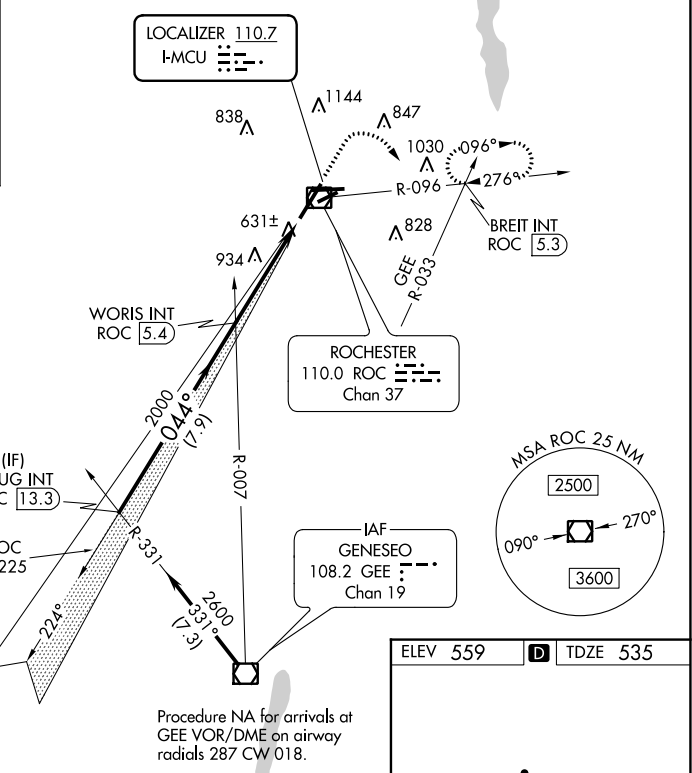 LOCALIZER 110.7
I-MCU
838
1144
847
1030
096°
R-096
276°
631±
934
828
BREIT INT
ROC 5.3
GEE
R-033
WORIS INT
ROC 5.4
ROCHESTER
110.0 ROC
Chan 37
2000
044°
(7.9)
R-007
MSA ROC 25 NM
2500
090°
270°
3600
(IF)
UG INT
C 13.3
R-331
OC
225
224°
2600
331°
(7.3)
IAF
GENESEO
108.2 GEE
Chan 19
Procedure NA for arrivals at
GEE VOR/DME on airway
radials 287 CW 018.
ELEV 559 D TDZE 535